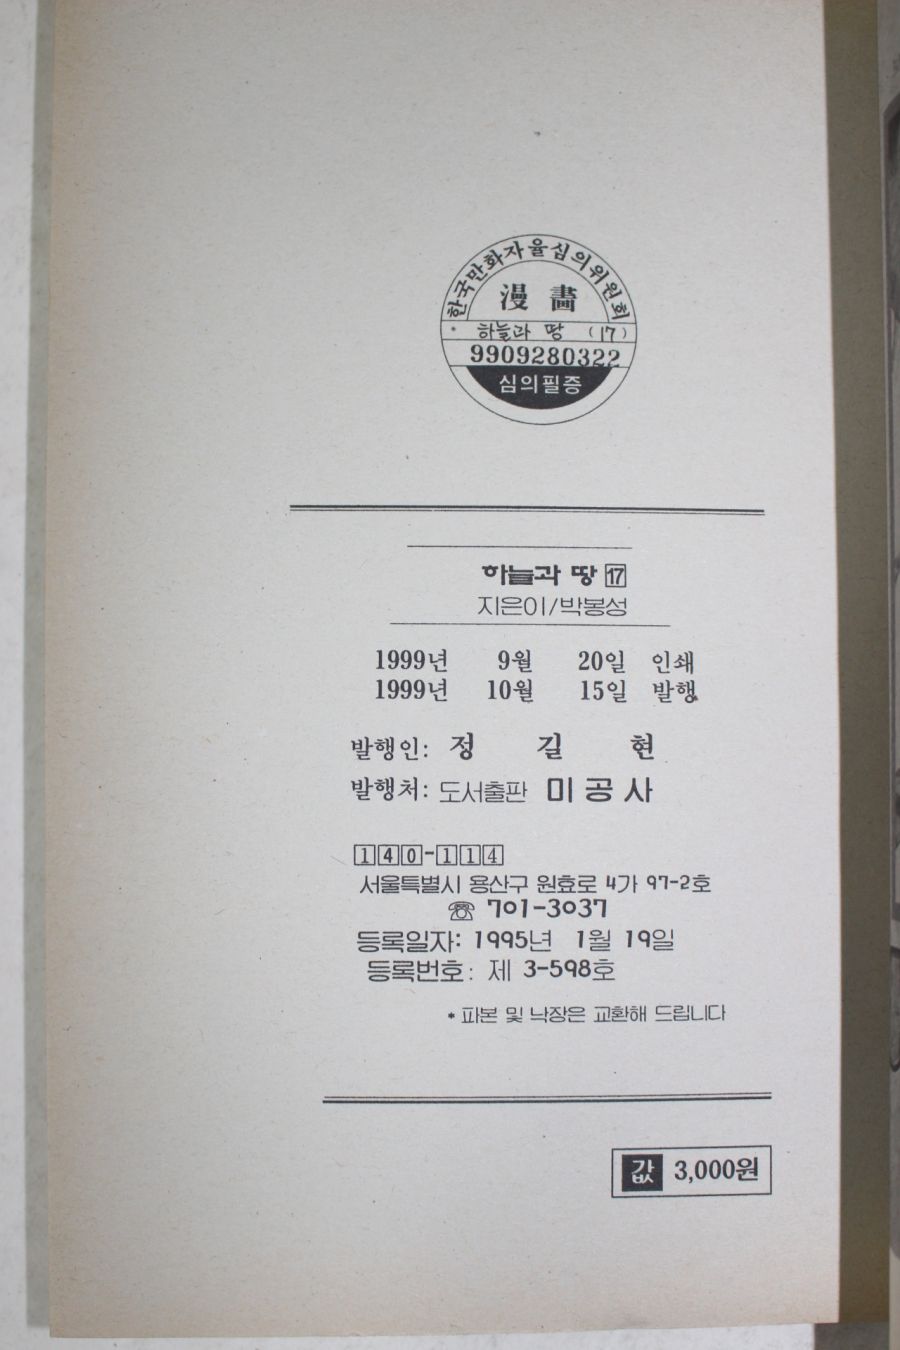 한국만화자율심의위원회
漫畵
* 하늘과 땅 (17)
9909280322
심의필증
하늘과 땅 17
지은이/박봉성
1999년 9월 20일 인쇄
1999년 10월 15일 발행
발행인: 정 길 현
발행처: 도서출판 미공사
140-114
서울특별시 용산구 원효로 4가 97-2호
☏ 701-3037
등록일자: 1995년 1월 19일
등록번호: 제 3-598호
* 파본 및 낙장은 교환해 드립니다
값 3,000원